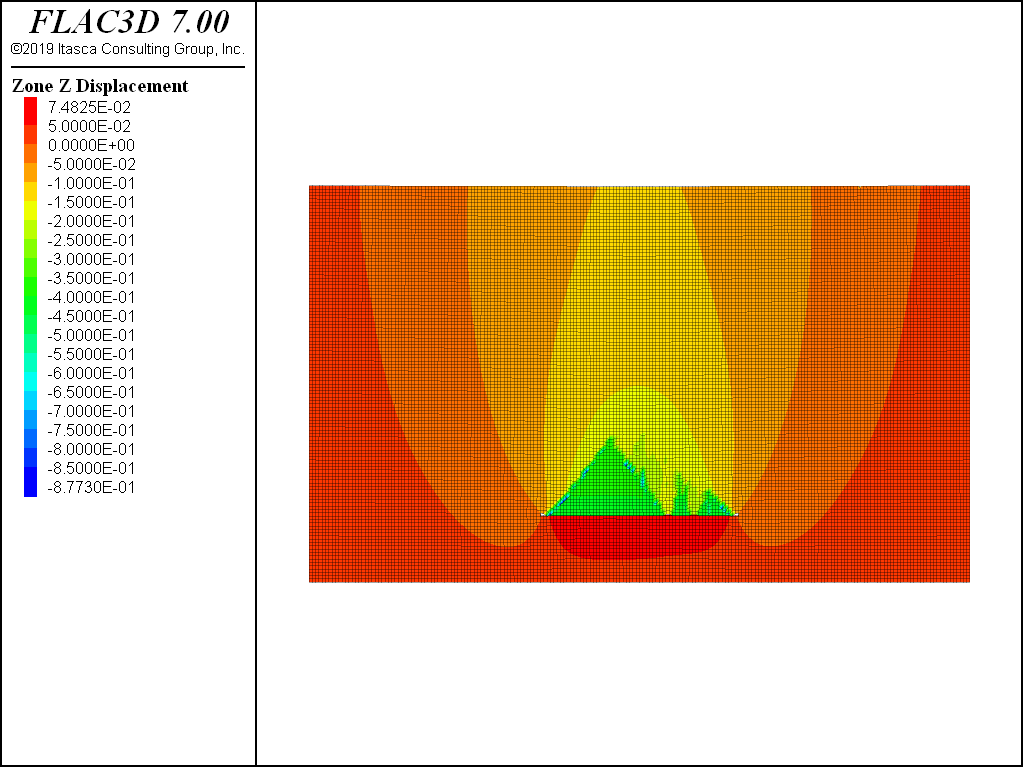 FLAC3D 7.00
©2019 Itasca Consulting Group, Inc.
Zone Z Displacement
7.4825E-02
5.0000E-02
0.0000E+00
-5.0000E-02
-1.0000E-01
-1.5000E-01
-2.0000E-01
-2.5000E-01
-3.0000E-01
-3.5000E-01
-4.0000E-01
-4.5000E-01
-5.0000E-01
-5.5000E-01
-6.0000E-01
-6.5000E-01
-7.0000E-01
-7.5000E-01
-8.0000E-01
-8.5000E-01
-8.7730E-01